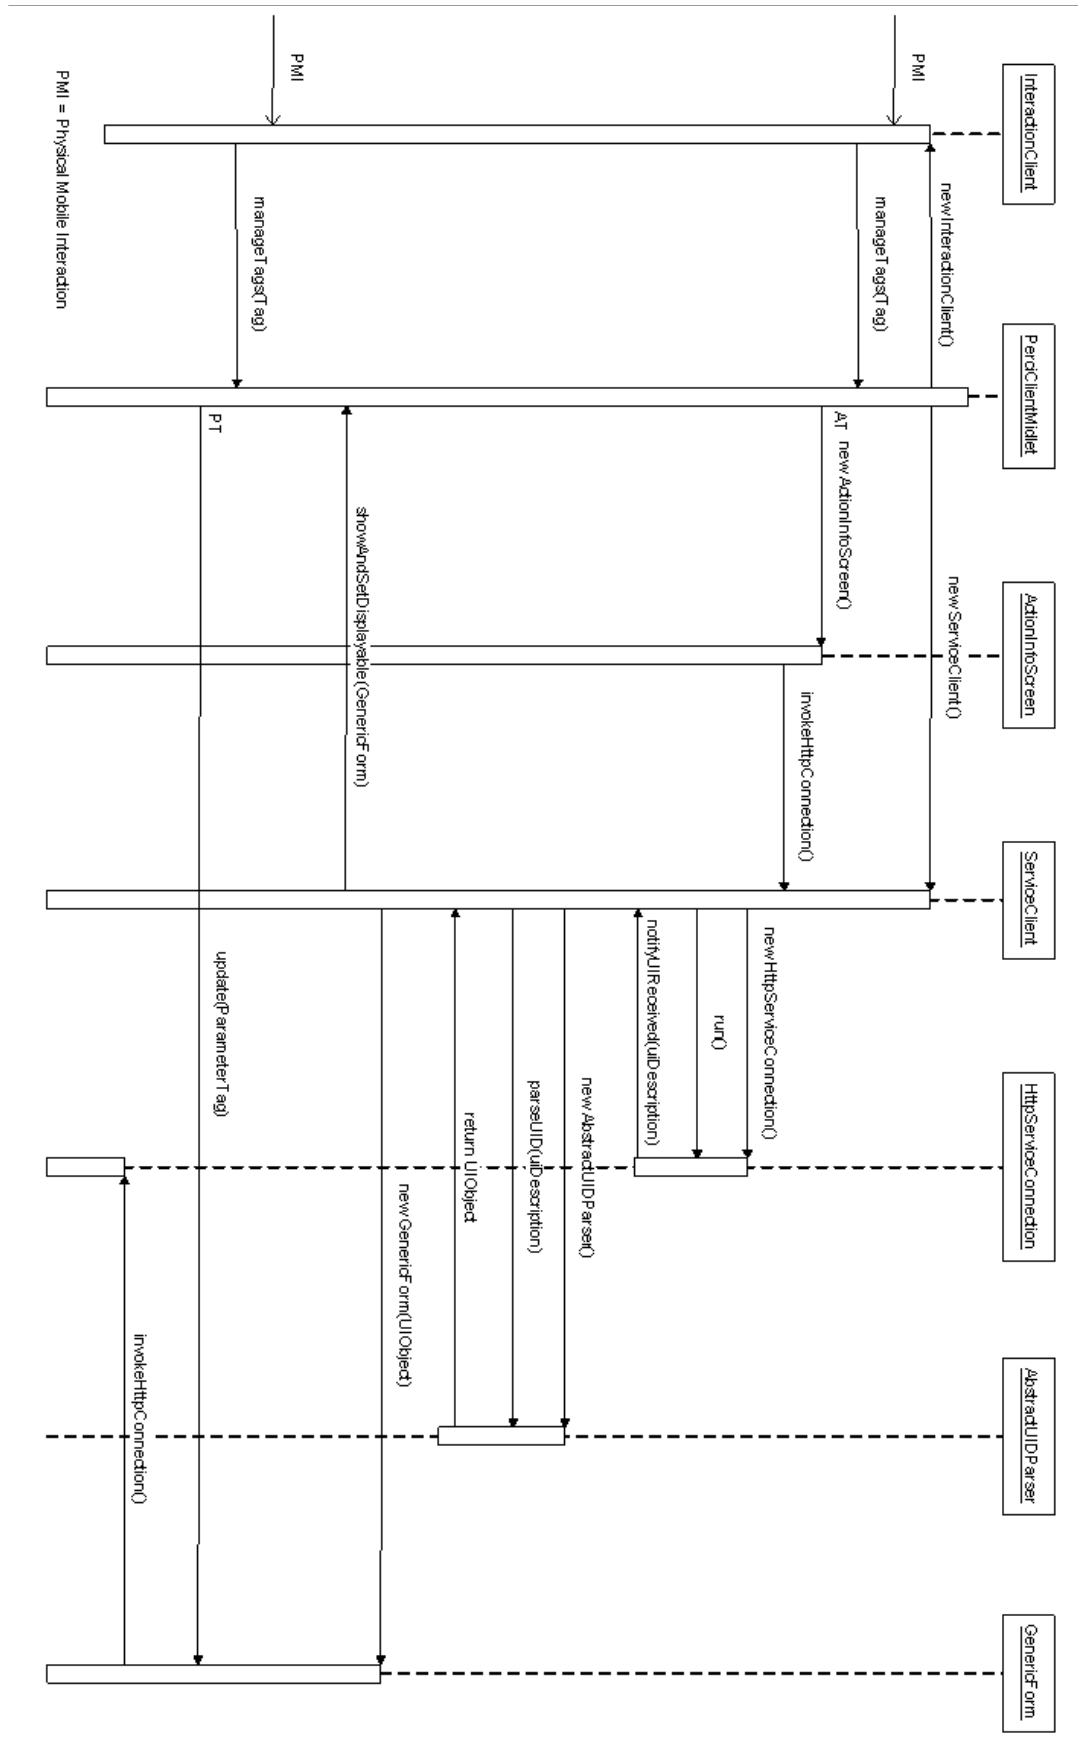 InteractionClient
PerciClientMidlet
ActionInfoScreen
ServiceClient
HttpServiceConnection
AbstractUIDParser
GenericForm
newInteractionClient()
newServiceClient()
PMI
manageTags(Tag)
AT newActionInfoScreen()
invokeHttpConnection()
newHttpServiceConnection()
run()
notifyUIReceived(uiDescription)
newAbstractUIDParser()
parseUID(uiDescription)
return UIObject
newGenericForm(UIObject)
showAndSetDisplayable(GenericForm)
PMI
manageTags(Tag)
PT
update(ParameterTag)
invokeHttpConnection()
PMI = Physical Mobile Interaction